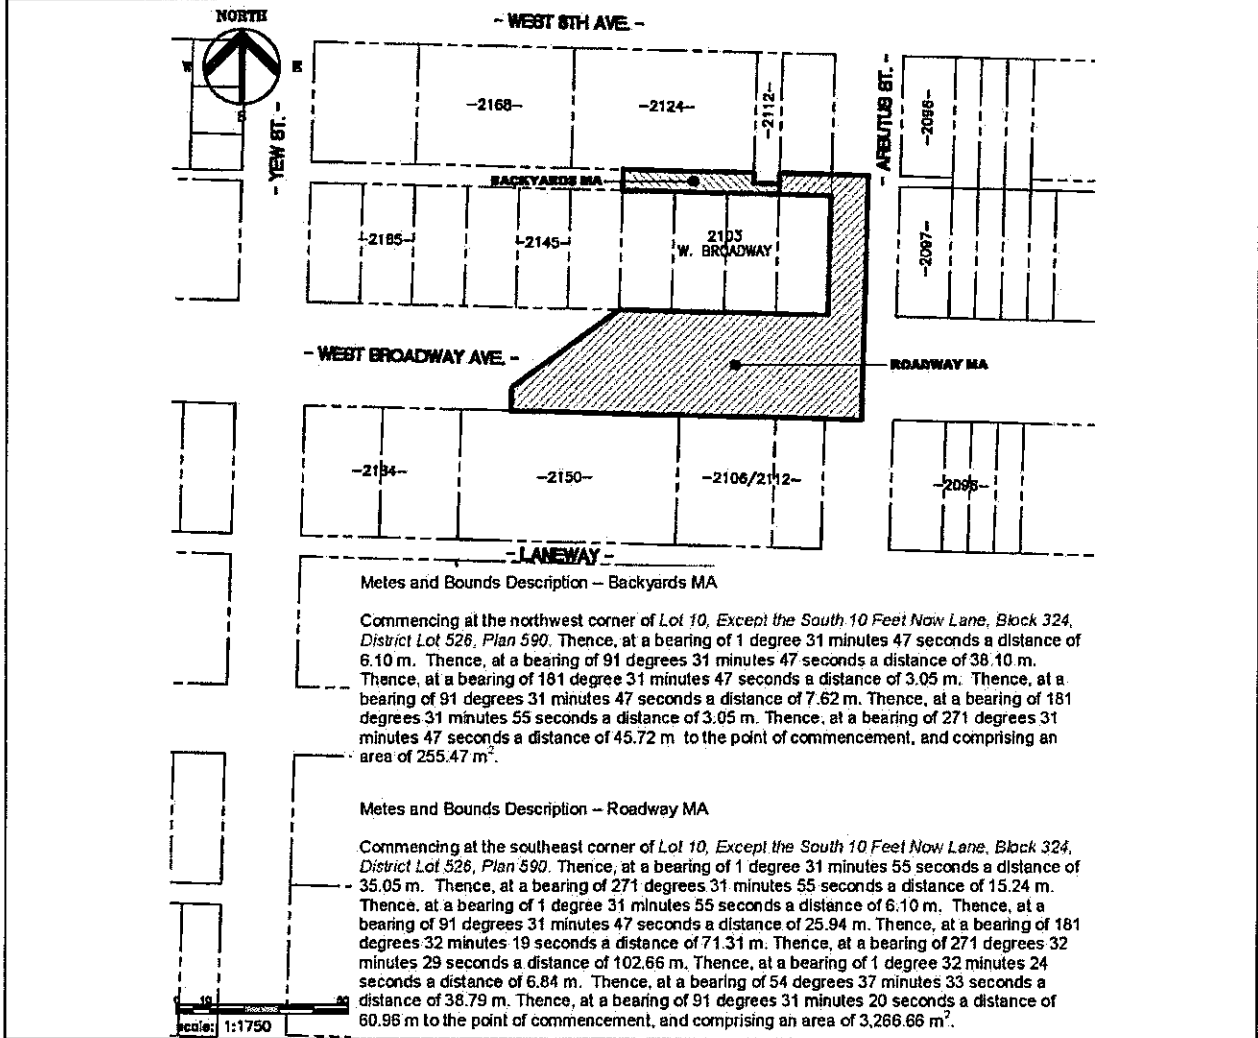 NORTH
- WEST 8TH AVE. -
W
E
S
- YEW ST. -
- ARBUTUS ST. -
-2168-
-2124-
-2112-
-2098-
BACKYARDS MA
-2185-
-2145-
2103
W. BROADWAY
-2097-
- WEST BROADWAY AVE. -
ROADWAY MA
-2184-
-2150-
-2106/2112-
-2096-
- LANEWAY -
Metes and Bounds Description – Backyards MA
Commencing at the northwest corner of Lot 10, Except the South 10 Feet Now Lane, Block 324,
District Lot 526, Plan 590. Thence, at a bearing of 1 degree 31 minutes 47 seconds a distance of
6.10 m. Thence, at a bearing of 91 degrees 31 minutes 47 seconds a distance of 38.10 m.
Thence, at a bearing of 181 degree 31 minutes 47 seconds a distance of 3.05 m. Thence, at a
bearing of 91 degrees 31 minutes 47 seconds a distance of 7.62 m. Thence, at a bearing of 181
degrees 31 minutes 55 seconds a distance of 3.05 m. Thence, at a bearing of 271 degrees 31
minutes 47 seconds a distance of 45.72 m to the point of commencement, and comprising an
area of 255.47 m².
Metes and Bounds Description – Roadway MA
Commencing at the southeast corner of Lot 10, Except the South 10 Feet Now Lane, Block 324,
District Lot 526, Plan 590. Thence, at a bearing of 1 degree 31 minutes 55 seconds a distance of
35.05 m. Thence, at a bearing of 271 degrees 31 minutes 55 seconds a distance of 15.24 m.
Thence, at a bearing of 1 degree 31 minutes 55 seconds a distance of 6.10 m. Thence, at a
bearing of 91 degrees 31 minutes 47 seconds a distance of 25.94 m. Thence, at a bearing of 181
degrees 32 minutes 19 seconds a distance of 71.31 m. Thence, at a bearing of 271 degrees 32
minutes 29 seconds a distance of 102.66 m. Thence, at a bearing of 1 degree 32 minutes 24
seconds a distance of 6.84 m. Thence, at a bearing of 54 degrees 37 minutes 33 seconds a
distance of 38.79 m. Thence, at a bearing of 91 degrees 31 minutes 20 seconds a distance of
60.96 m to the point of commencement, and comprising an area of 3,266.66 m².
scale: 1:1750